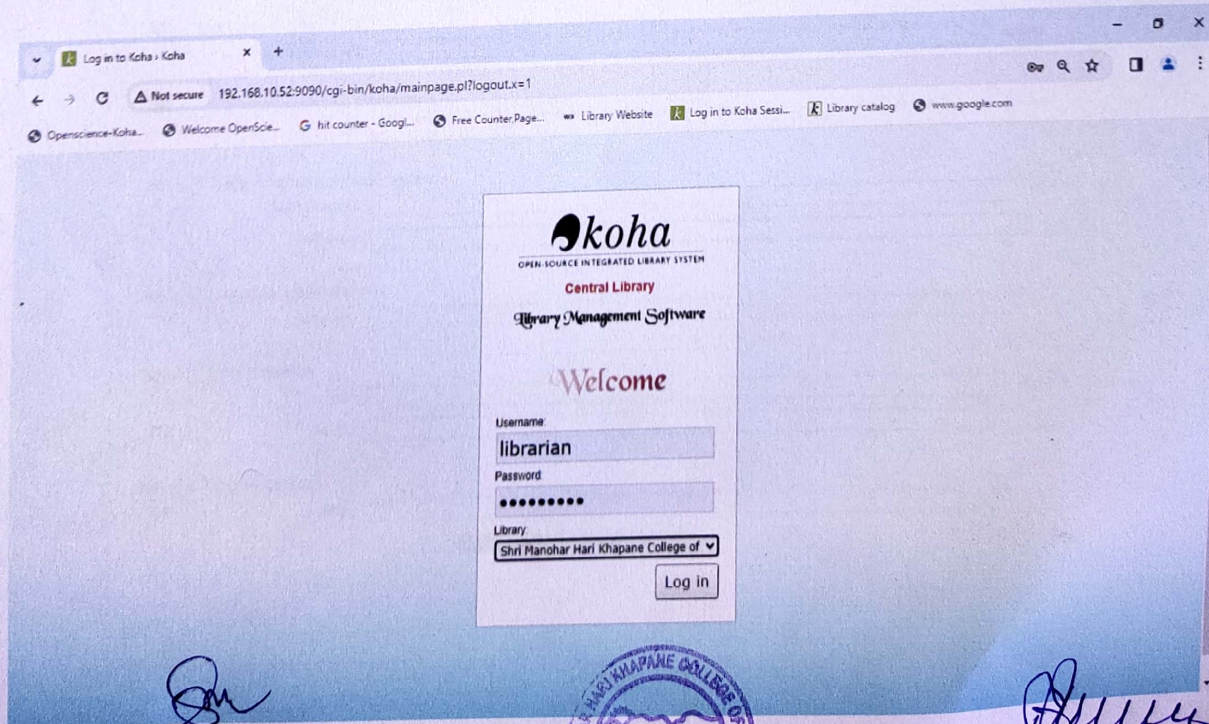 Log in to Koha › Koha
Not secure 192.168.10.52:9090/cgi-bin/koha/mainpage.pl?logout.x=1
Openscience-Koha... Welcome OpenScie... hit counter - Googl... Free Counter,Page... Library Website Log in to Koha Sessi... Library catalog www.google.com
koha
OPEN-SOURCE INTEGRATED LIBRARY SYSTEM
Central Library
Library Management Software
Welcome
Username:
librarian
Password:
Library:
Shri Manohar Hari Khapane College of
Log in
HARI KHAPANE COLLEGE OF